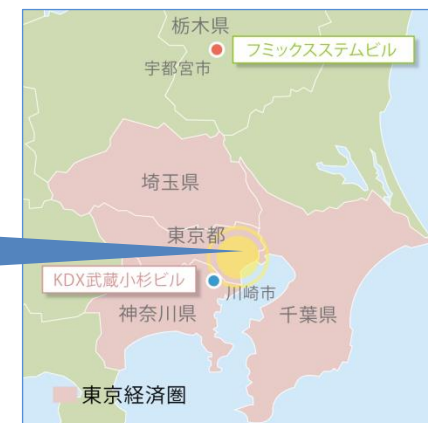 栃木県
フミックスステムビル
宇都宮市
埼玉県
東京都
KDX武蔵小杉ビル
川崎市
神奈川県
千葉県
東京経済圏